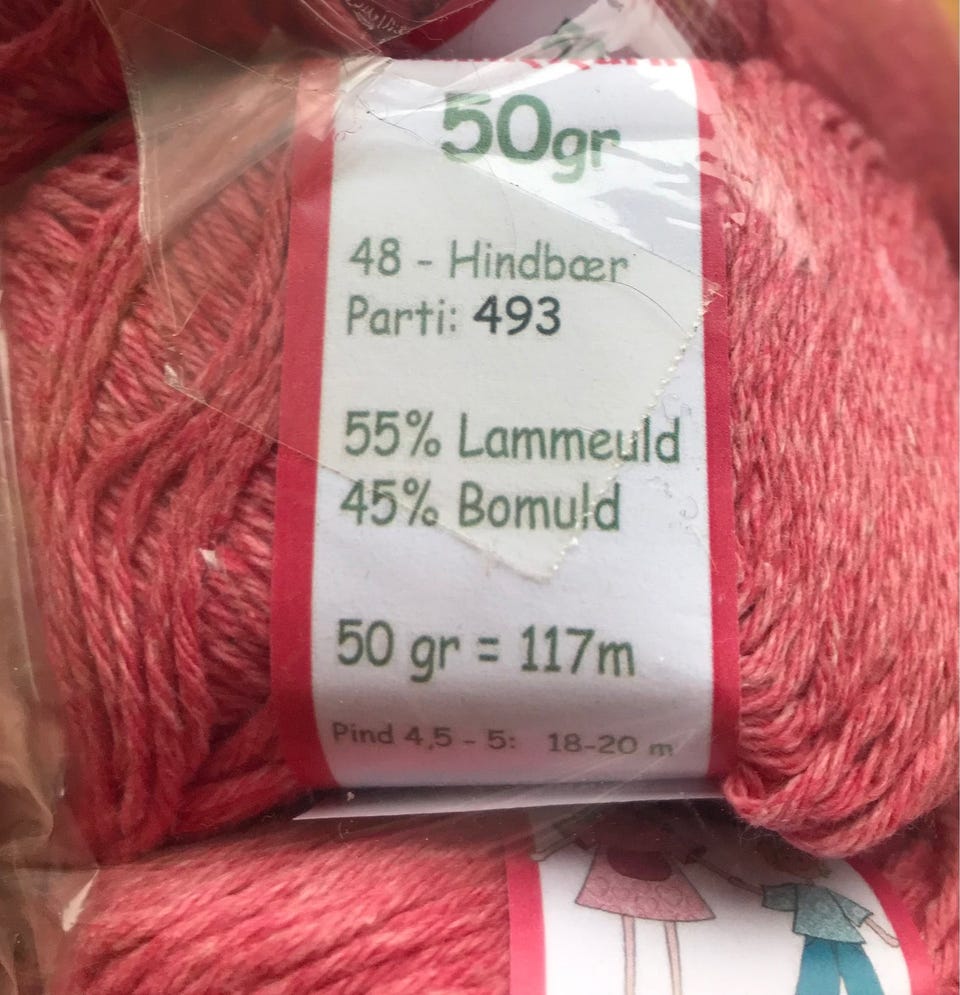 50gr
48 - Hindbær
Parti: 493
55% Lammeuld
45% Bomuld
50 gr = 117m
Pind 4,5 - 5: 18-20 m